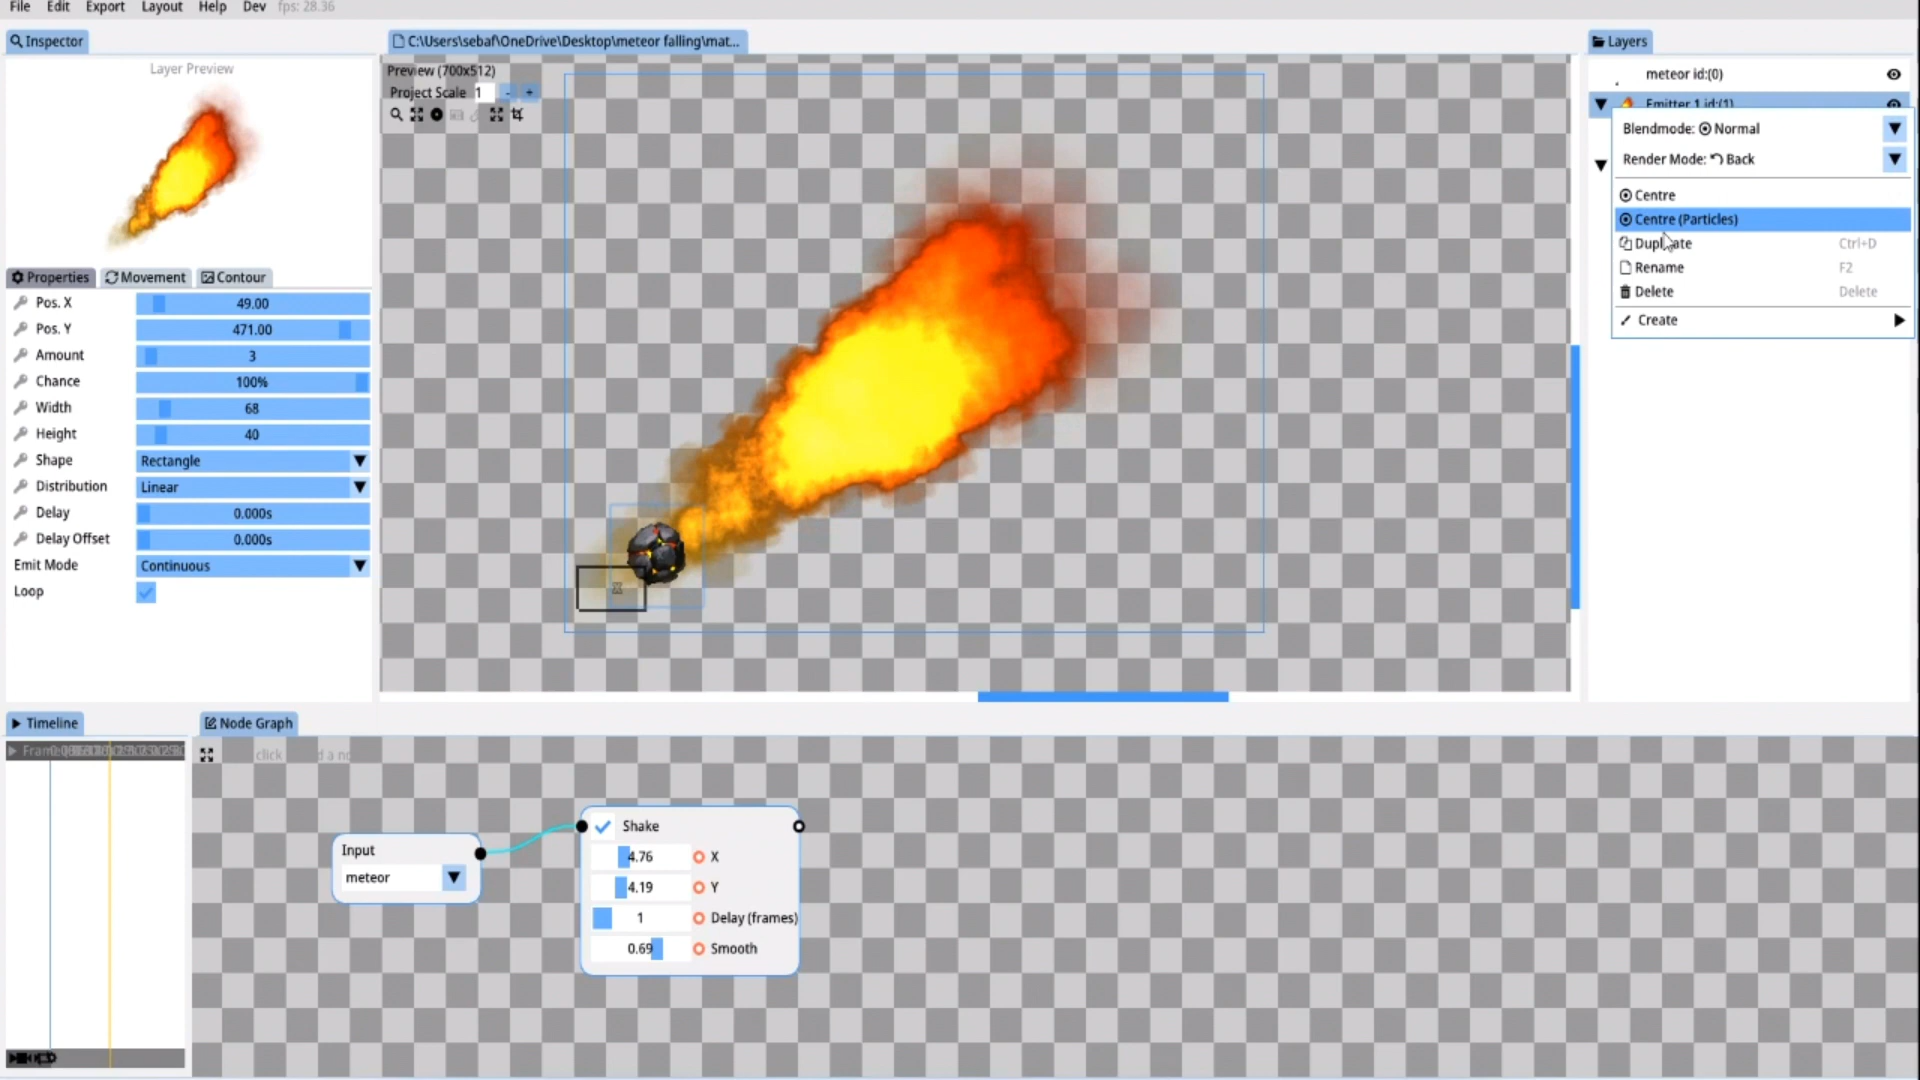 File Edit Export Layout Help Dev fps: 28.36
Inspector
C:\Users\sebaf\OneDrive\Desktop\meteor falling\mat...
Layers
Layer Preview
Preview (700x512)
Project Scale 1 - +
meteor id:(0)
Emitter 1 id:(1)
Blendmode: Normal
Render Mode: Back
Centre
Centre (Particles)
Duplicate Ctrl+D
Rename F2
Delete Delete
Create
Properties Movement Contour
Pos. X 49.00
Pos. Y 471.00
Amount 3
Chance 100%
Width 68
Height 40
Shape Rectangle
Distribution Linear
Delay 0.000s
Delay Offset 0.000s
Emit Mode Continuous
Loop
x
Timeline
Node Graph
Frame
click d a no
Input
meteor
Shake
4.76 X
4.19 Y
1 Delay (frames)
0.69 Smooth